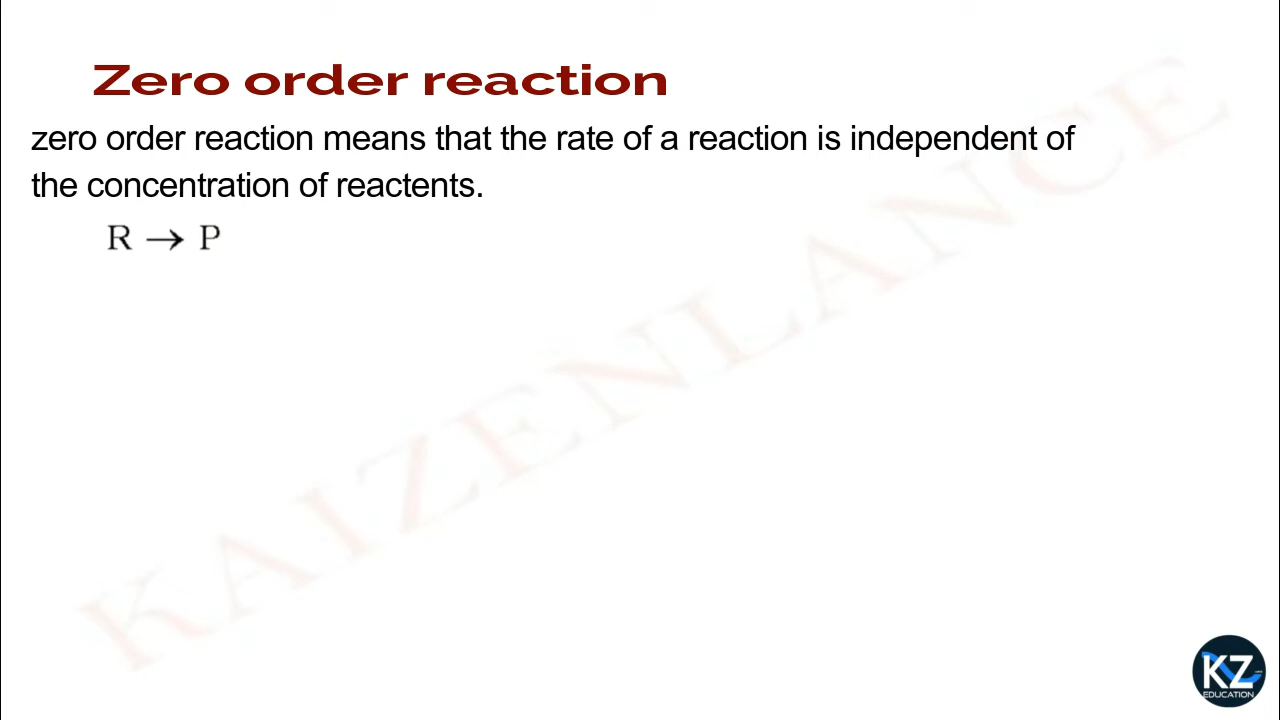 Zero order reaction
zero order reaction means that the rate of a reaction is independent of
the concentration of reactents.
R → P
KAIZENLANCE
KZ
EDUCATION